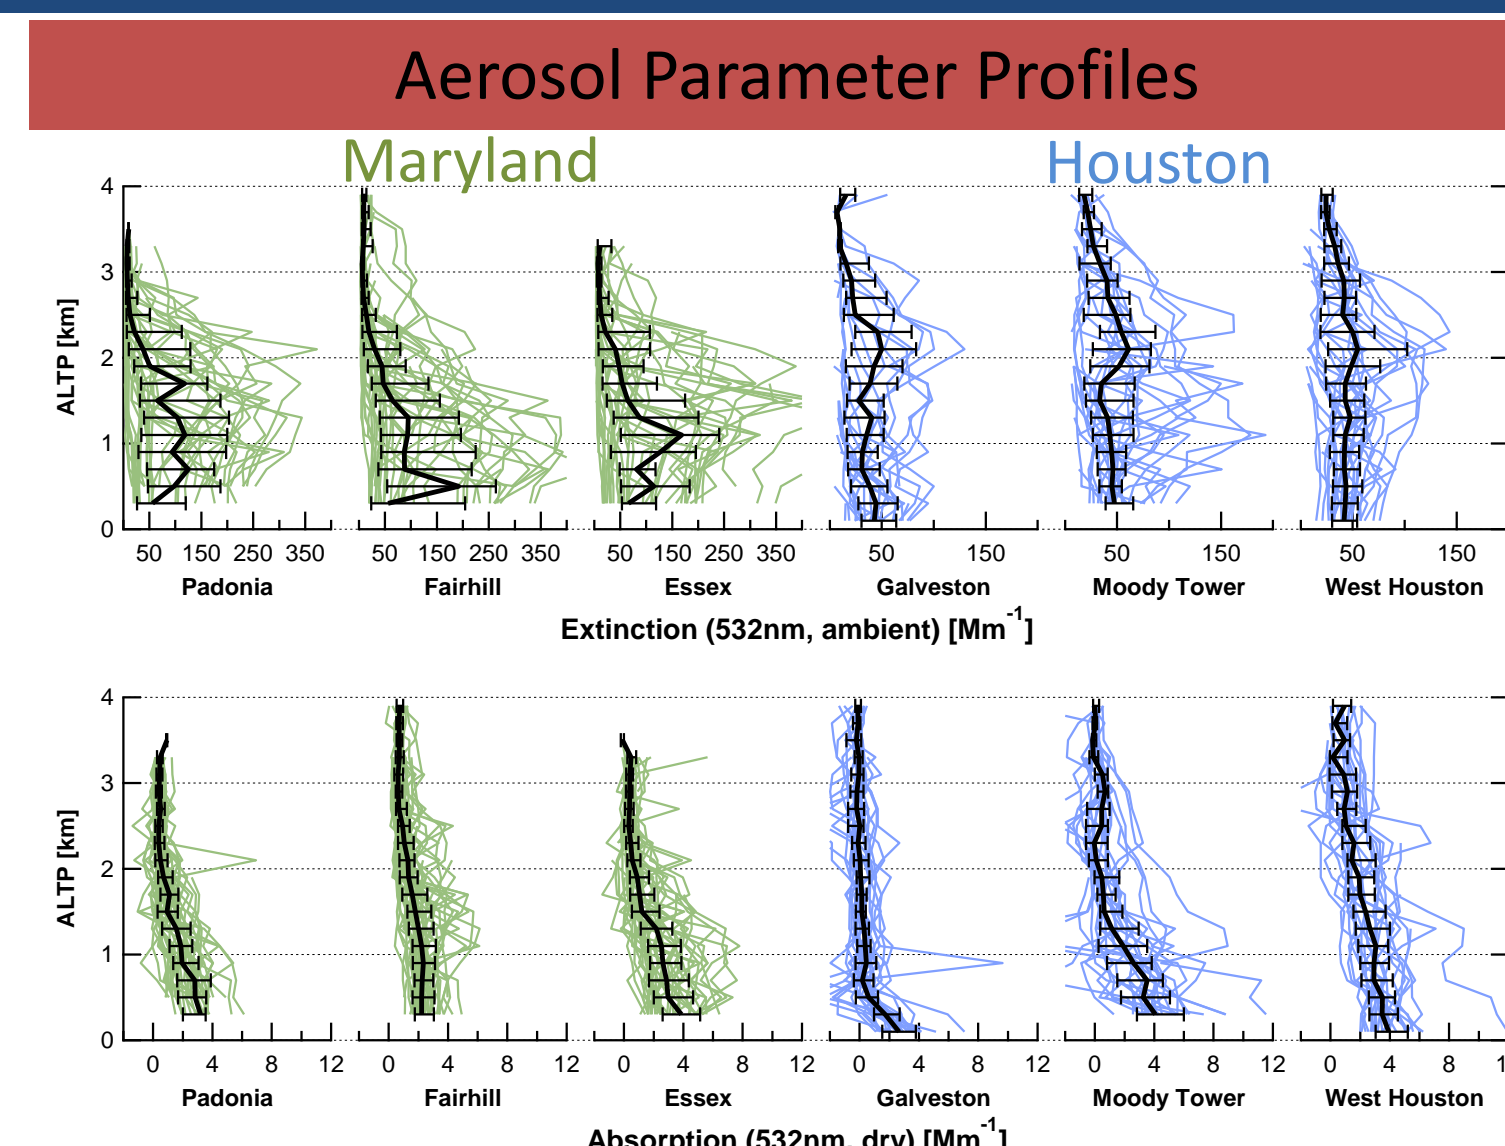 Aerosol Parameter Profiles
Maryland
Houston
4
3
2
1
0
ALTP [km]
50 150 250 350
50 150 250 350
50 150 250 350
50 150
50 150
50 150
Padonia
Fairhill
Essex
Galveston
Moody Tower
West Houston
Extinction (532nm, ambient) [Mm⁻¹]
4
3
2
1
0
ALTP [km]
0 4 8 12
0 4 8 12
0 4 8 12
0 4 8 12
0 4 8 12
0 4 8 1
Padonia
Fairhill
Essex
Galveston
Moody Tower
West Houston
Absorption (532nm, dry) [Mm⁻¹]